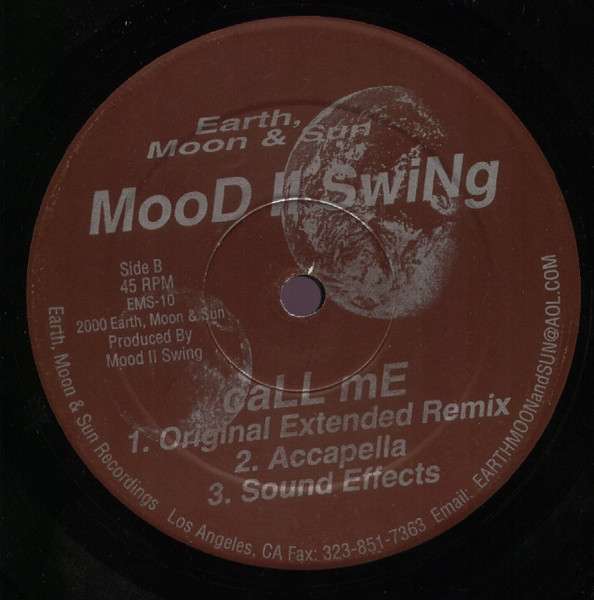 Earth,
Moon & Sun
MooD II SwiNg
Side B
45 RPM
EMS-10
2000 Earth, Moon & Sun
Produced By
Mood II Swing
caLL mE
1. Original Extended Remix
2. Accapella
3. Sound Effects
Earth, Moon & Sun Recordings Los Angeles, CA Fax: 323-851-7363 Email: EARTHMOONandSUN@AOL.COM